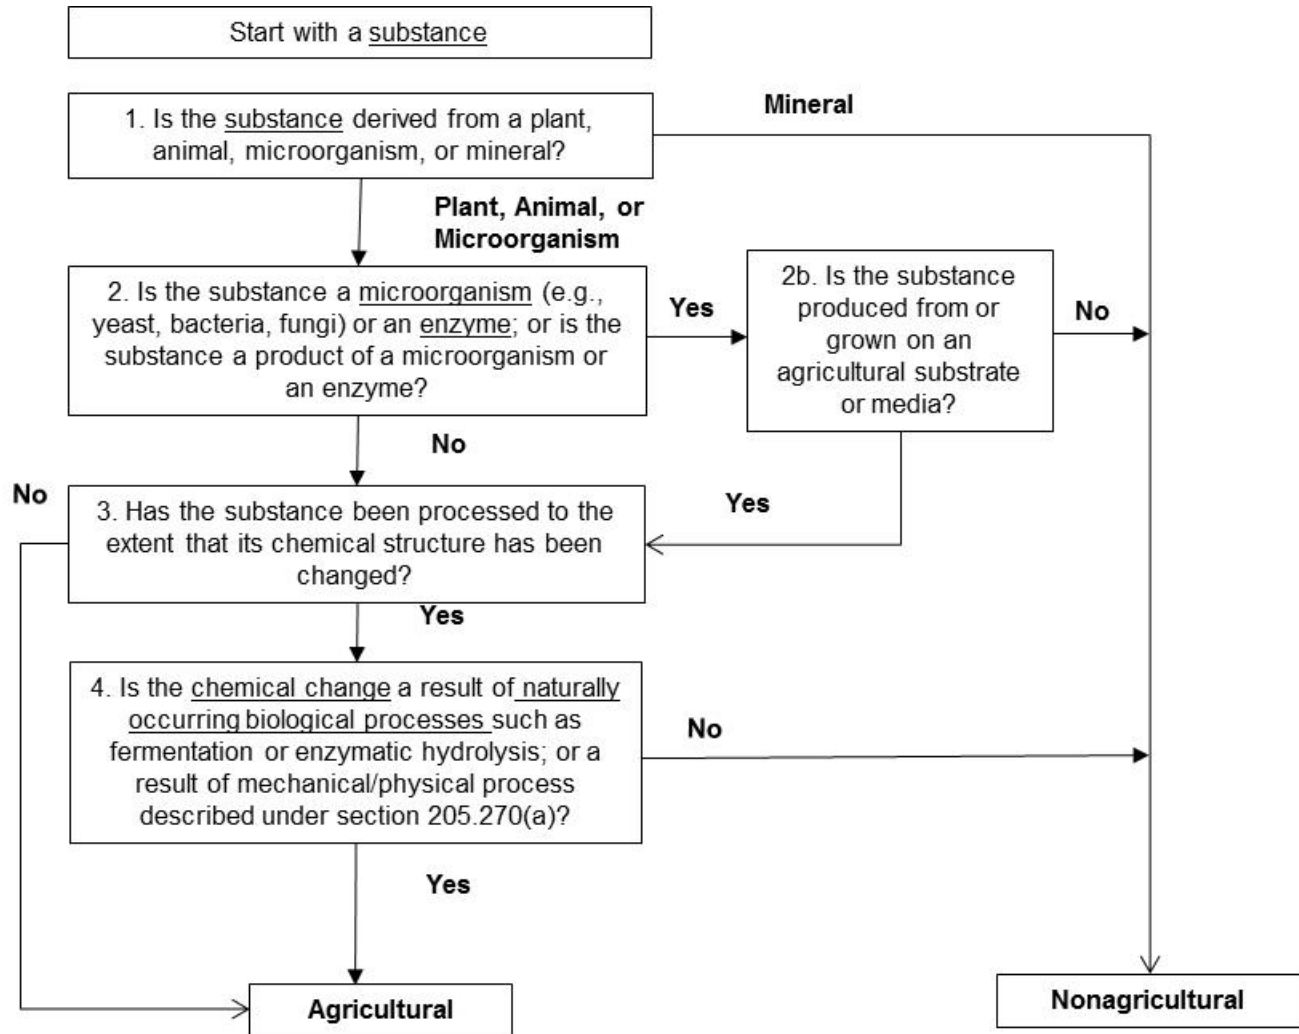 Start with a substance
1. Is the substance derived from a plant,
animal, microorganism, or mineral?
Mineral
Plant, Animal, or
Microorganism
2. Is the substance a microorganism (e.g.,
yeast, bacteria, fungi) or an enzyme; or is the
substance a product of a microorganism or
an enzyme?
Yes
2b. Is the substance
produced from or
grown on an
agricultural substrate
or media?
No
No
Yes
No
3. Has the substance been processed to the
extent that its chemical structure has been
changed?
Yes
4. Is the chemical change a result of naturally
occurring biological processes such as
fermentation or enzymatic hydrolysis; or a
result of mechanical/physical process
described under section 205.270(a)?
No
Yes
Agricultural
Nonagricultural